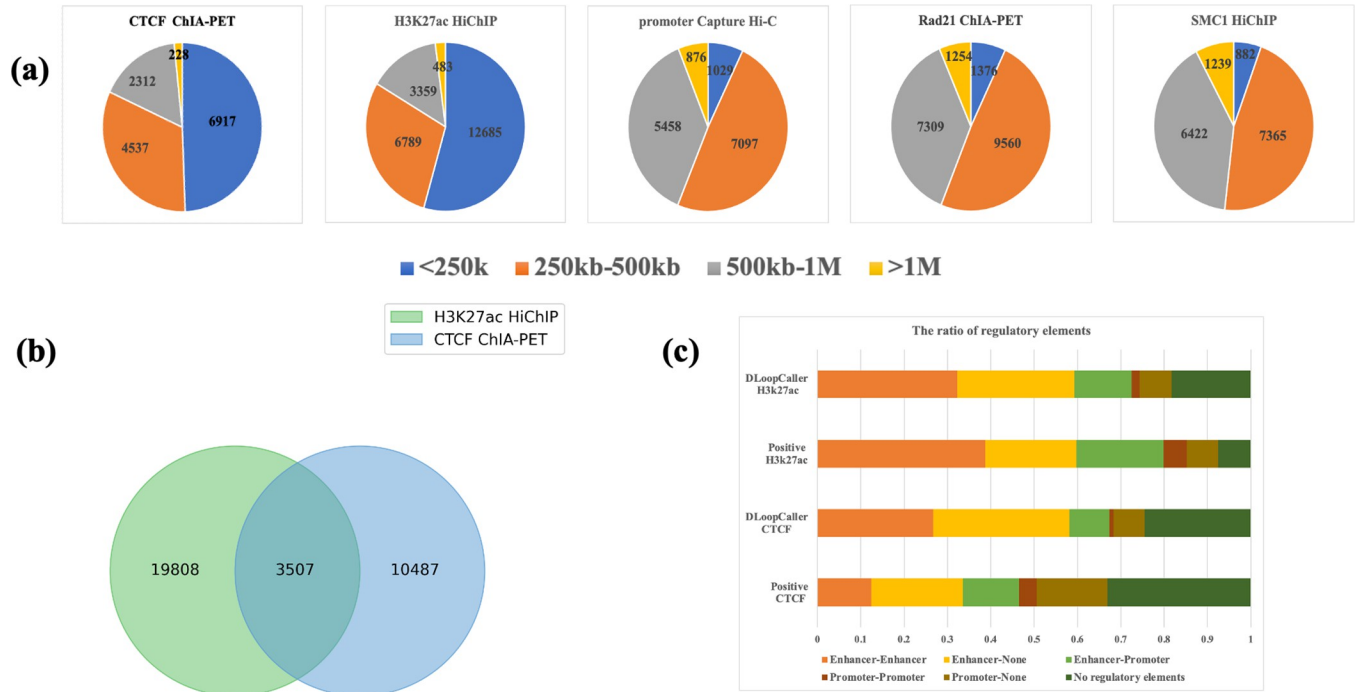 (a)
CTCF ChIA-PET
228
2312
6917
4537
H3K27ac HiChIP
483
3359
12685
6789
promoter Capture Hi-C
876
1029
5458
7097
Rad21 ChIA-PET
1254
1376
7309
9560
SMC1 HiChIP
1239
882
6422
7365
<250k
250kb-500kb
500kb-1M
>1M
(b)
H3K27ac HiChIP
CTCF ChIA-PET
19808
3507
10487
(c)
The ratio of regulatory elements
DLoopCaller
H3k27ac
Positive
H3k27ac
DLoopCaller
CTCF
Positive
CTCF
0 0.1 0.2 0.3 0.4 0.5 0.6 0.7 0.8 0.9 1
Enhancer-Enhancer
Enhancer-None
Enhancer-Promoter
Promoter-Promoter
Promoter-None
No regulatory elements